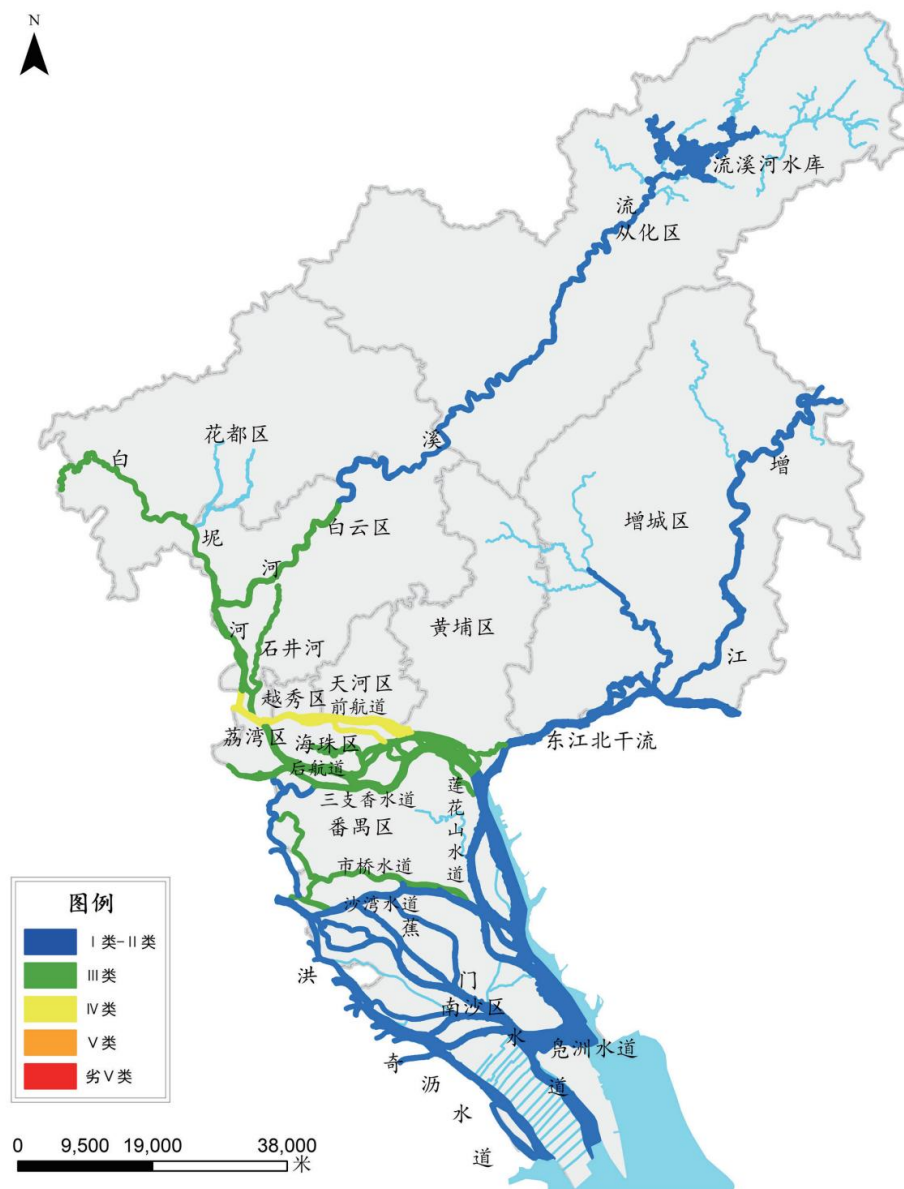 N
流溪河水库
流
从化区
花都区
溪
白
增
坭
白云区
增城区
河
河
石井河
黄埔区
江
天河区
越秀区
前航道
荔湾区
海珠区
东江北干流
后航道
莲花山水道
三支香水道
番禺区
市桥水道
沙湾水道
蕉
洪
门
南沙区
水
凫洲水道
奇
道
沥
水
道
图例
Ⅰ类-Ⅱ类
Ⅲ类
Ⅳ类
Ⅴ类
劣Ⅴ类
0 9,500 19,000 38,000
米